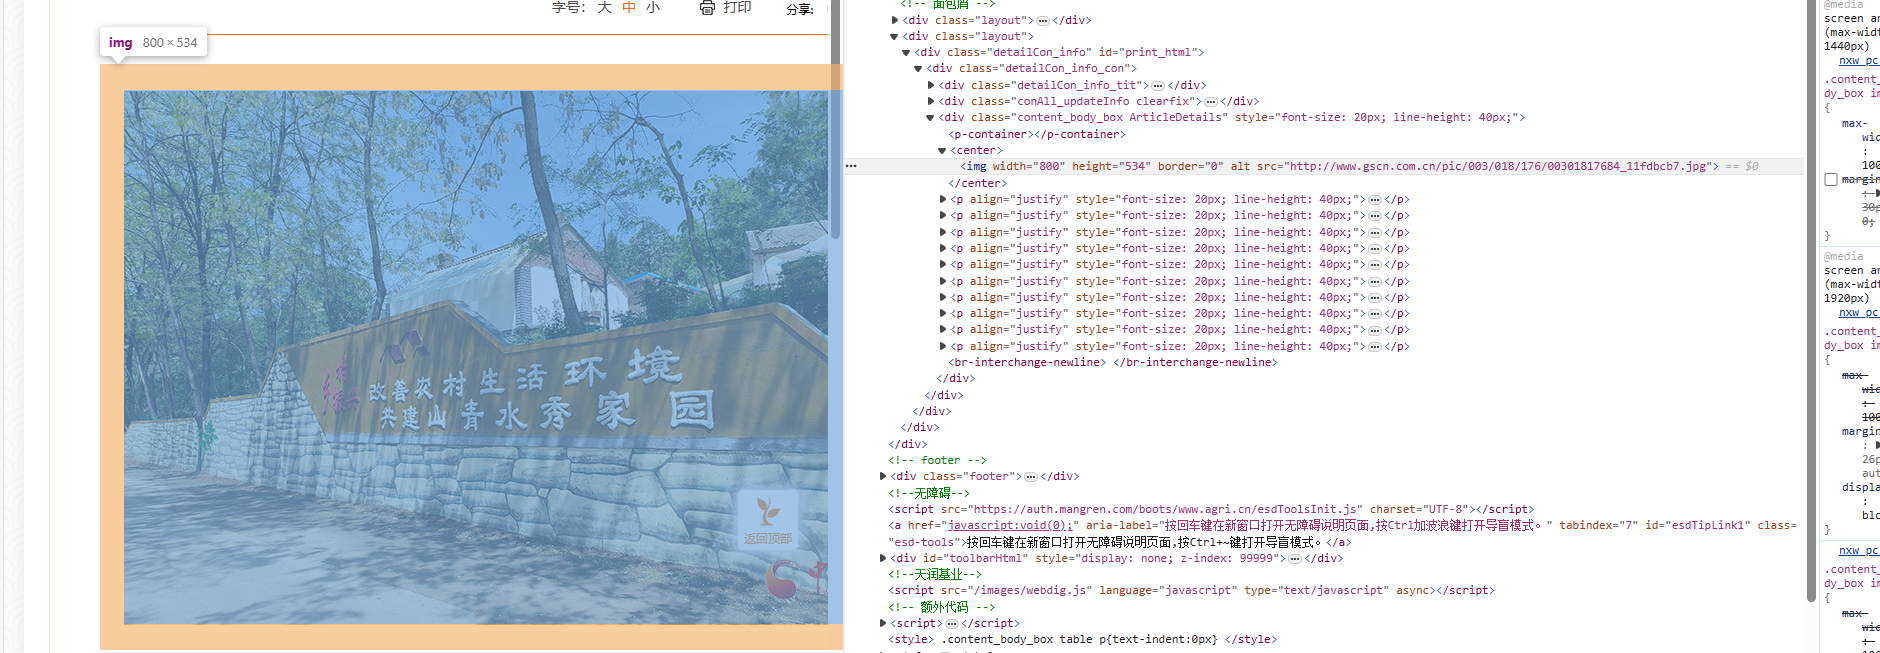 字号： 大 中 小 打印 分享:
img 800 × 534
改善农村生活环境
共建山青水秀家园
返回顶部
<!-- 面包屑 -->
<div class="layout"> ⋯ </div>
<div class="layout">
<div class="detailCon_info" id="print_html">
<div class="detailCon_info_con">
<div class="detailCon_info_tit"> ⋯ </div>
<div class="conAll_updateInfo clearfix"> ⋯ </div>
<div class="content_body_box ArticleDetails" style="font-size: 20px; line-height: 40px;">
<p-container></p-container>
<center>
<img width="800" height="534" border="0" alt src="http://www.gscn.com.cn/pic/003/018/176/00301817684_11fdbcb7.jpg"> == $0
</center>
<p align="justify" style="font-size: 20px; line-height: 40px;"> ⋯ </p>
<p align="justify" style="font-size: 20px; line-height: 40px;"> ⋯ </p>
<p align="justify" style="font-size: 20px; line-height: 40px;"> ⋯ </p>
<p align="justify" style="font-size: 20px; line-height: 40px;"> ⋯ </p>
<p align="justify" style="font-size: 20px; line-height: 40px;"> ⋯ </p>
<p align="justify" style="font-size: 20px; line-height: 40px;"> ⋯ </p>
<p align="justify" style="font-size: 20px; line-height: 40px;"> ⋯ </p>
<p align="justify" style="font-size: 20px; line-height: 40px;"> ⋯ </p>
<p align="justify" style="font-size: 20px; line-height: 40px;"> ⋯ </p>
<p align="justify" style="font-size: 20px; line-height: 40px;"> ⋯ </p>
<br-interchange-newline> </br-interchange-newline>
</div>
</div>
</div>
</div>
</div>
<!-- footer -->
<div class="footer"> ⋯ </div>
<!--无障碍-->
<script src="https://auth.mangren.com/boots/www.agri.cn/esdToolsInit.js" charset="UTF-8"></script>
<a href="javascript:void(0);" aria-label="按回车键在新窗口打开无障碍说明页面,按Ctrl加波浪键打开导盲模式。" tabindex="7" id="esdTipLink1" class=
"esd-tools">按回车键在新窗口打开无障碍说明页面,按Ctrl+~键打开导盲模式。</a>
<div id="toolbarHtml" style="display: none; z-index: 99999"> ⋯ </div>
<!--天润基业-->
<script src="/images/webdig.js" language="javascript" type="text/javascript" async></script>
<!-- 额外代码 -->
<script> ⋯ </script>
<style> .content_body_box table p{text-indent:0px} </style>
@media
screen an
(max-widt
1440px)
nxw_pc
.content_
dy_box im
{
max-
wid
:
100
margin
: ▶
30p
0;
}
@media
screen an
(max-widt
1920px)
nxw_pc
.content_
dy_box im
{
max-
wid
:
100
margin
: ▶
26p
aut
displa
:
blo
}
nxw_pc
.content_
dy_box im
{
max-
wid
: